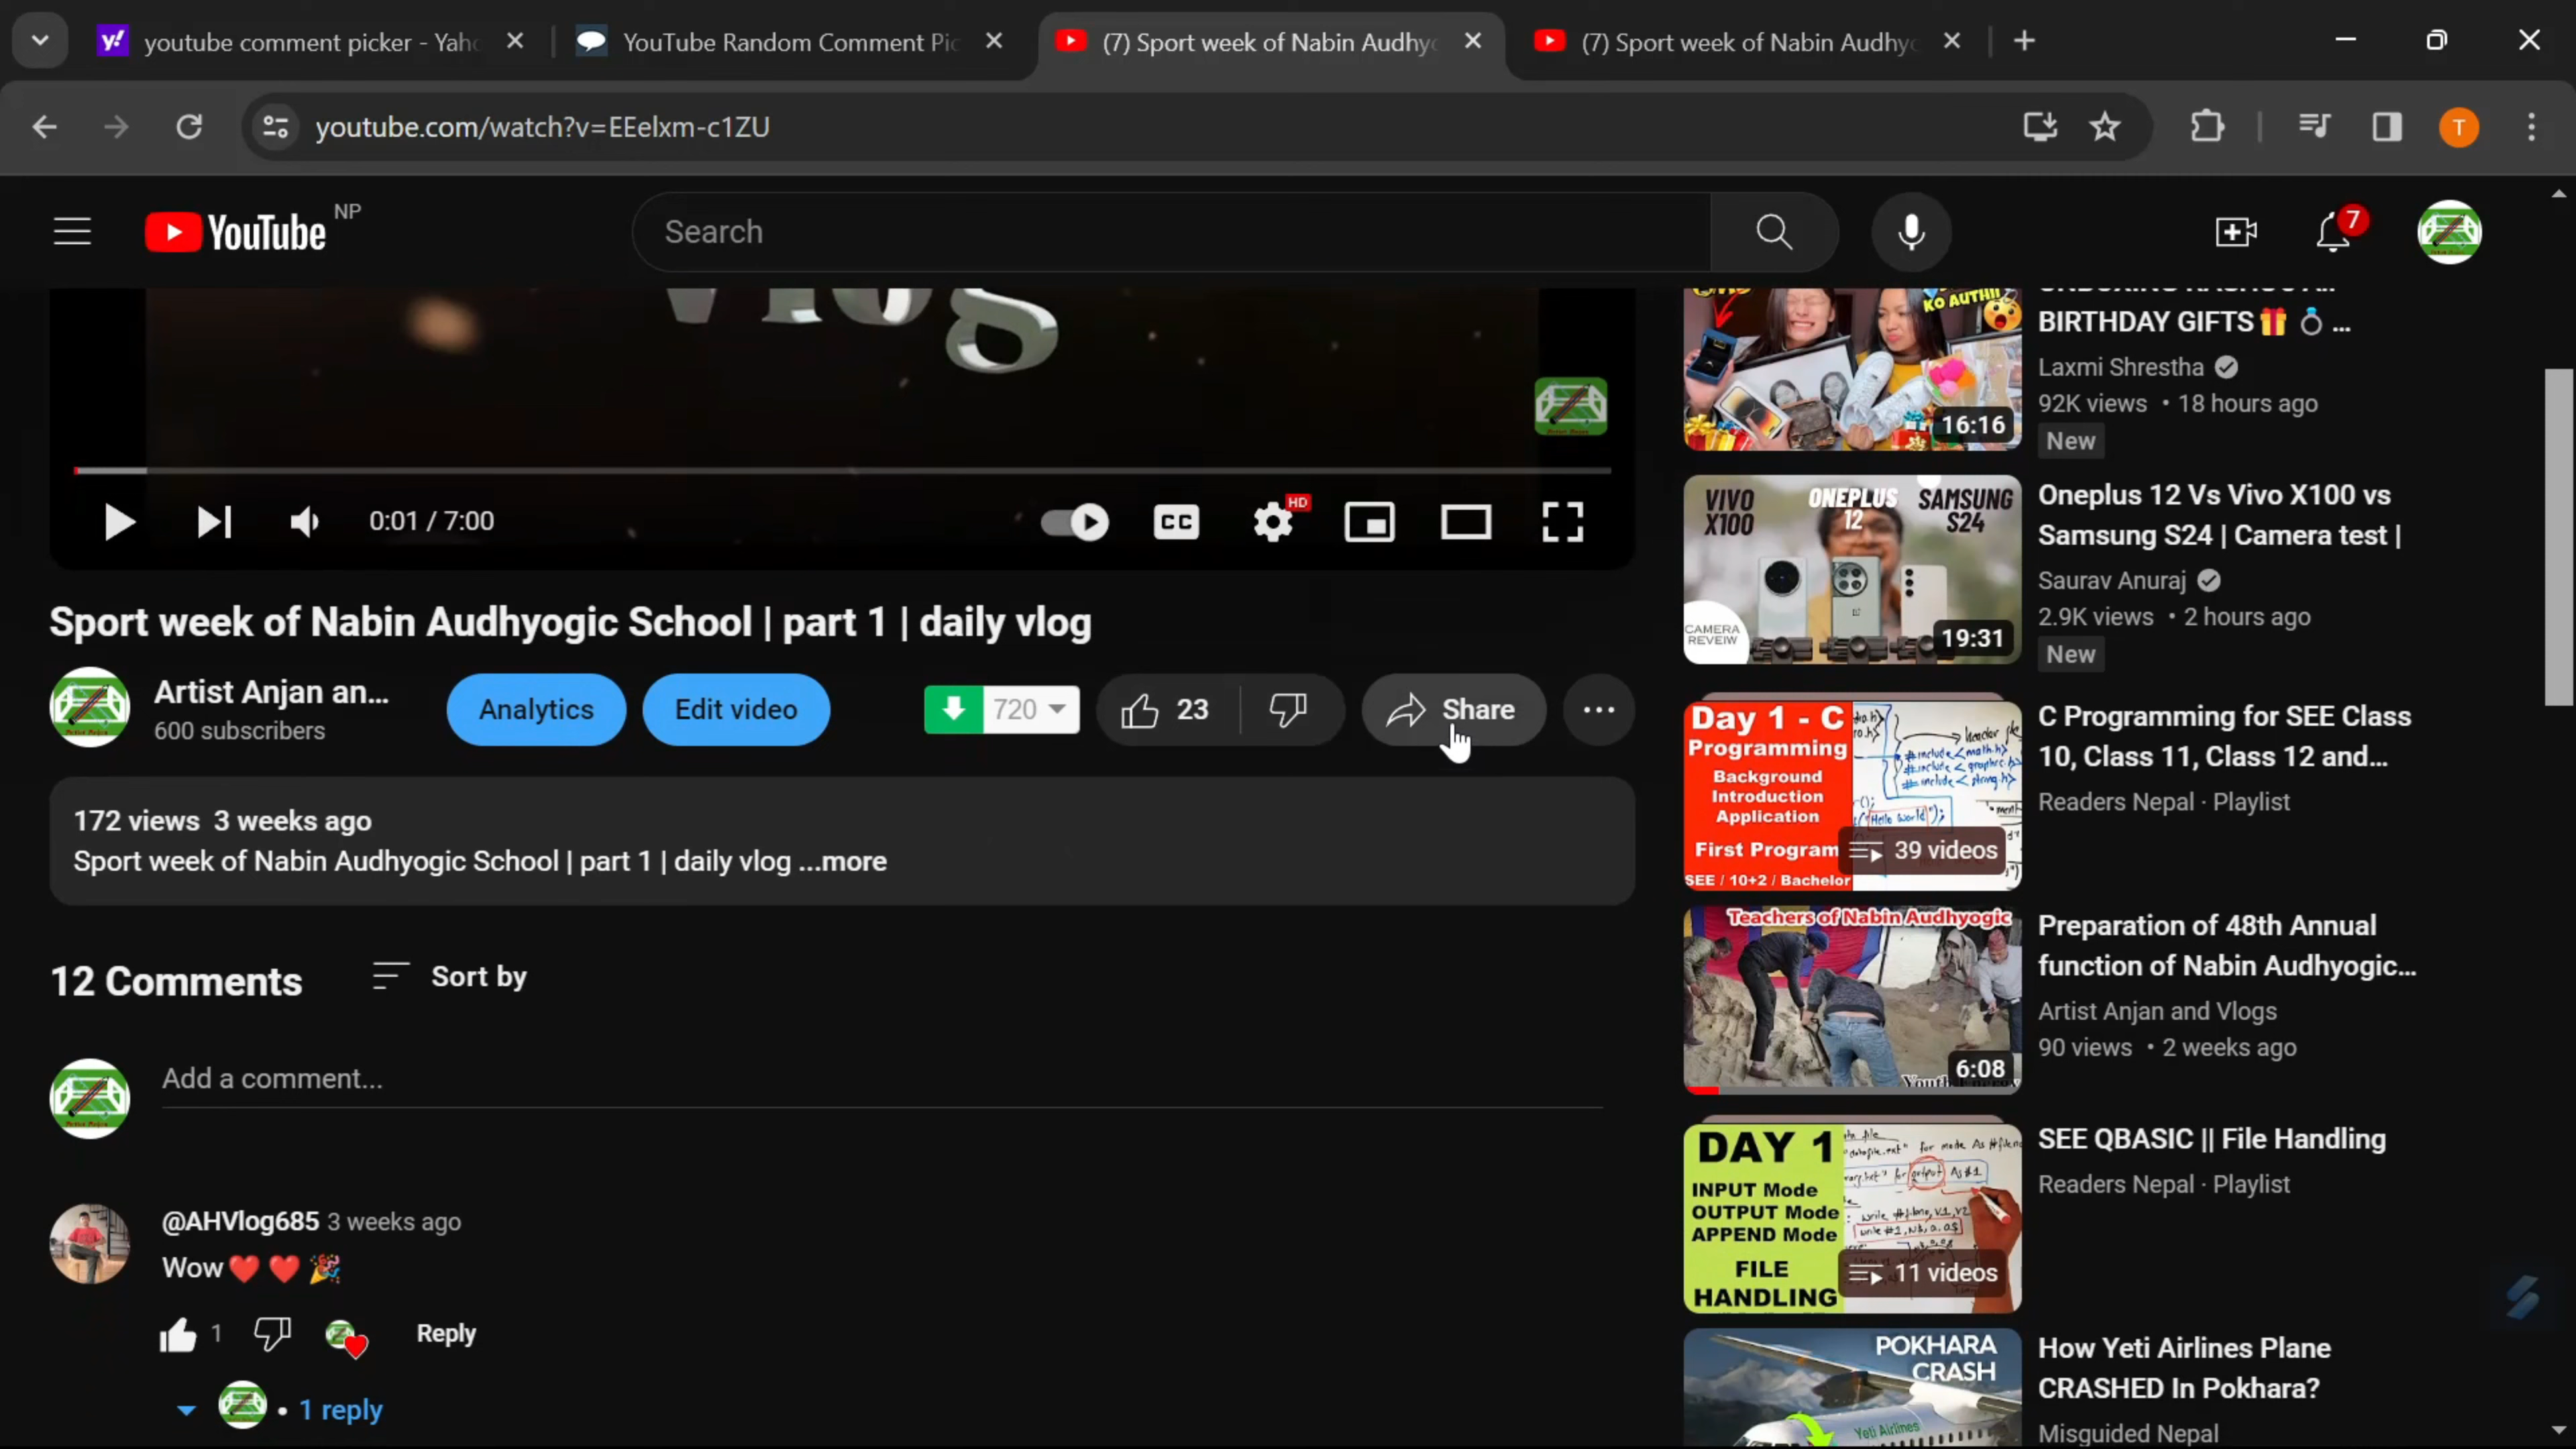 youtube comment picker - Yah
YouTube Random Comment Pic
(7) Sport week of Nabin Audhyo
(7) Sport week of Nabin Audhyo
youtube.com/watch?v=EEelxm-c1ZU
T
YouTube NP
Search
7
vlog
0:01 / 7:00
CC
HD
Sport week of Nabin Audhyogic School | part 1 | daily vlog
Artist Anjan an...
600 subscribers
Analytics
Edit video
720
23
Share
172 views 3 weeks ago
Sport week of Nabin Audhyogic School | part 1 | daily vlog ...more
12 Comments
Sort by
Add a comment...
@AHVlog685 3 weeks ago
Wow❤️❤️🎉
1
Reply
• 1 reply
KO AUTHI!
16:16
BIRTHDAY GIFTS🎁 💍 ...
Laxmi Shrestha
92K views • 18 hours ago
New
VIVO X100
ONEPLUS 12
SAMSUNG S24
CAMERA
REVEIW
19:31
Oneplus 12 Vs Vivo X100 vs
Samsung S24 | Camera test |
Saurav Anuraj
2.9K views • 2 hours ago
New
Day 1 - C
Programming
Background
Introduction
Application
First Program
SEE / 10+2 / Bachelor
39 videos
C Programming for SEE Class
10, Class 11, Class 12 and...
Readers Nepal · Playlist
Teachers of Nabin Audhyogic
6:08
Preparation of 48th Annual
function of Nabin Audhyogic...
Artist Anjan and Vlogs
90 views • 2 weeks ago
DAY 1
INPUT Mode
OUTPUT Mode
APPEND Mode
FILE
HANDLING
11 videos
SEE QBASIC || File Handling
Readers Nepal · Playlist
POKHARA
CRASH
Yeti Airlines
How Yeti Airlines Plane
CRASHED In Pokhara?
Misguided Nepal